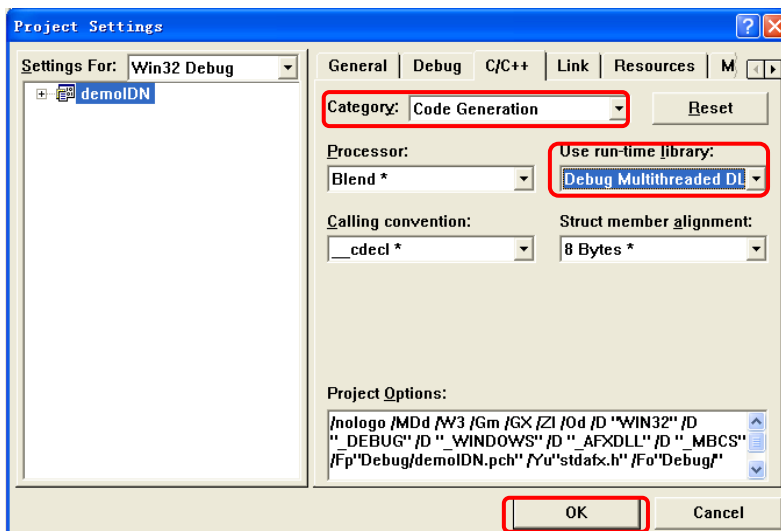 Project Settings
Settings For: Win32 Debug
demoIDN
General Debug C/C++ Link Resources M
Category: Code Generation
Reset
Processor:
Use run-time library:
Blend *
Debug Multithreaded DL
Calling convention:
Struct member alignment:
__cdecl *
8 Bytes *
Project Options:
/nologo /MDd /W3 /Gm /GX /ZI /Od /D "WIN32" /D
"_DEBUG" /D "_WINDOWS" /D "_AFXDLL" /D "_MBCS"
/Fp"Debug/demoIDN.pch" /Yu"stdafx.h" /Fo"Debug/"
OK
Cancel